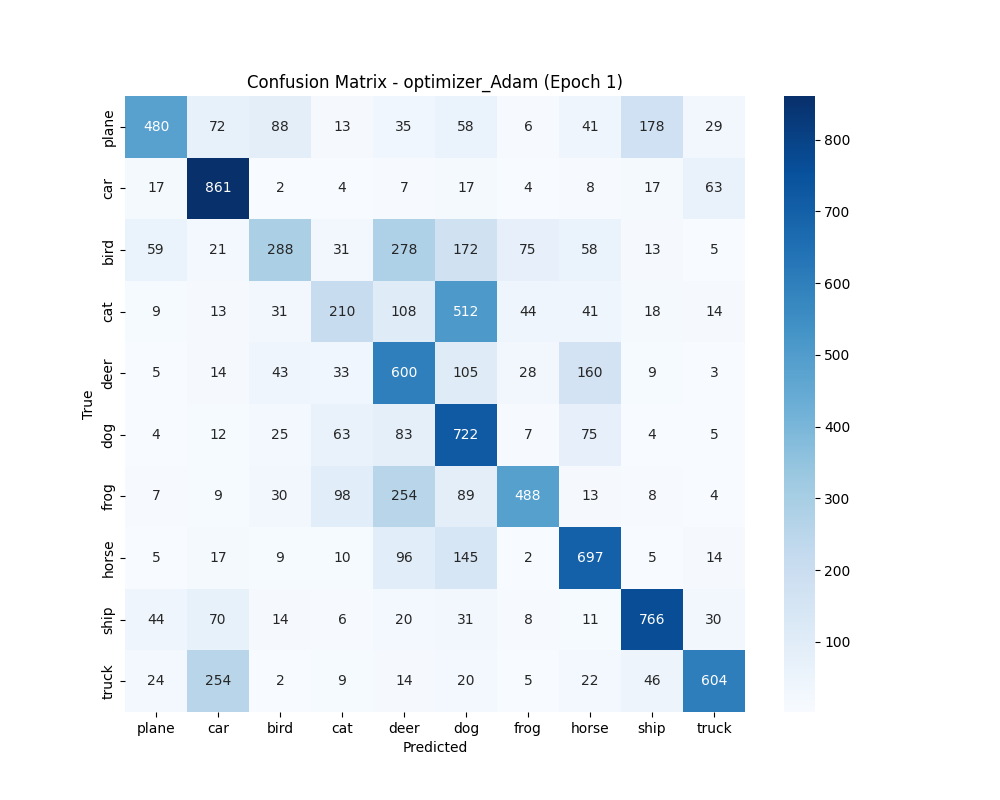 Confusion Matrix - optimizer_Adam (Epoch 1)
True
plane 480 72 88 13 35 58 6 41 178 29
car 17 861 2 4 7 17 4 8 17 63
bird 59 21 288 31 278 172 75 58 13 5
cat 9 13 31 210 108 512 44 41 18 14
deer 5 14 43 33 600 105 28 160 9 3
dog 4 12 25 63 83 722 7 75 4 5
frog 7 9 30 98 254 89 488 13 8 4
horse 5 17 9 10 96 145 2 697 5 14
ship 44 70 14 6 20 31 8 11 766 30
truck 24 254 2 9 14 20 5 22 46 604
plane car bird cat deer dog frog horse ship truck
Predicted
800
700
600
500
400
300
200
100